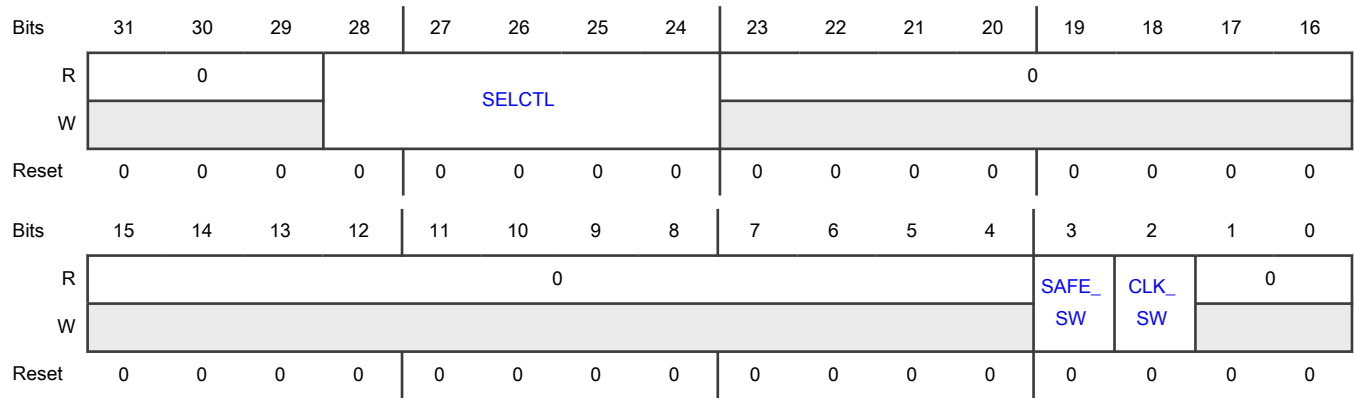 Bits 31 30 29 28 27 26 25 24 23 22 21 20 19 18 17 16
R 0 SELCTL 0
W
Reset 0 0 0 0 0 0 0 0 0 0 0 0 0 0 0 0
Bits 15 14 13 12 11 10 9 8 7 6 5 4 3 2 1 0
R 0 SAFE_ CLK_ 0
W SW SW
Reset 0 0 0 0 0 0 0 0 0 0 0 0 0 0 0 0